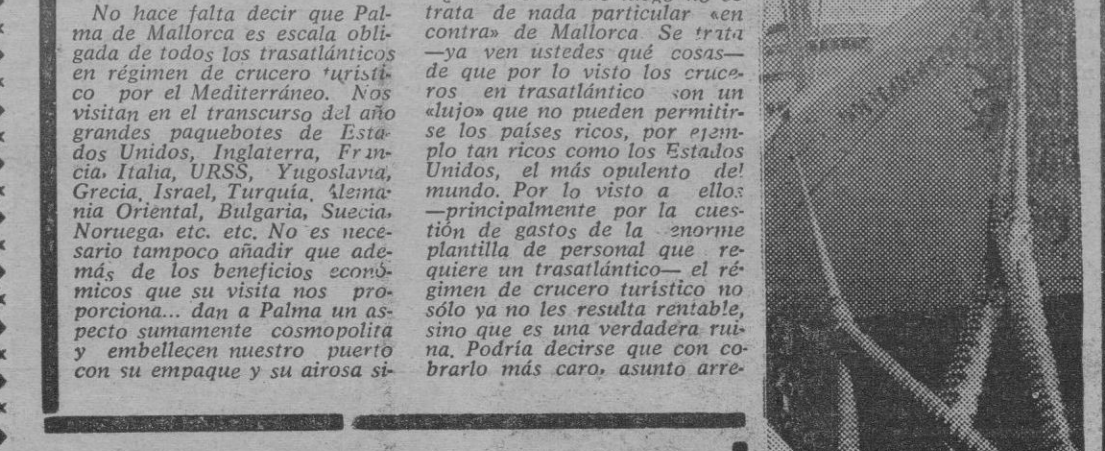 No hace falta decir que Pal-
ma de Mallorca es escala obli-
gada de todos los trasatlánticos
en régimen de crucero turísti-
co por el Mediterráneo. Nos
visitan en el transcurso del año
grandes paquebotes de Esta-
dos Unidos, Inglaterra, Fran-
cia, Italia, URSS, Yugoslavia,
Grecia, Israel, Turquía, Alema-
nia Oriental, Bulgaria, Suecia,
Noruega, etc. etc. No es nece-
sario tampoco añadir que ade-
más de los beneficios econó-
micos que su visita nos pro-
porciona... dan a Palma un as-
pecto sumamente cosmopolita
y embellecen nuestro puerto
con su empaque y su airosa si-
trata de nada particular «en
contra» de Mallorca. Se trata
—ya ven ustedes qué cosas—
de que por lo visto los cruce-
ros en trasatlántico son un
«lujo» que no pueden permitir-
se los países ricos, por ejem-
plo tan ricos como los Estados
Unidos, el más opulento del
mundo. Por lo visto a ellos
—principalmente por la cues-
tión de gastos de la enorme
plantilla de personal que re-
quiere un trasatlántico— el ré-
gimen de crucero turístico no
sólo ya no les resulta rentable,
sino que es una verdadera rui-
na. Podría decirse que con co-
brarlo más caro, asunto arre-